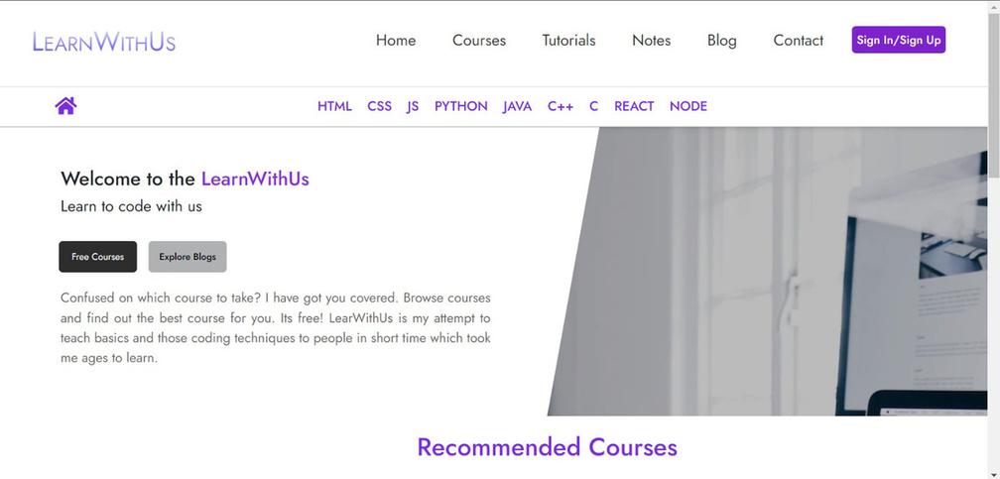 LearnWithUs
Home Courses Tutorials Notes Blog Contact Sign In/Sign Up
HTML CSS JS PYTHON JAVA C++ C REACT NODE
Welcome to the LearnWithUs
Learn to code with us
Free Courses Explore Blogs
Confused on which course to take? I have got you covered. Browse courses
and find out the best course for you. Its free! LearWithUs is my attempt to
teach basics and those coding techniques to people in short time which took
me ages to learn.
Recommended Courses